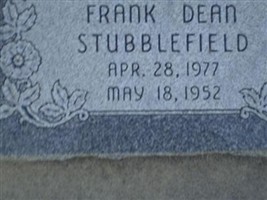 FRANK DEAN
STUBBLEFIELD
APR. 28, 1977
MAY 18, 1952